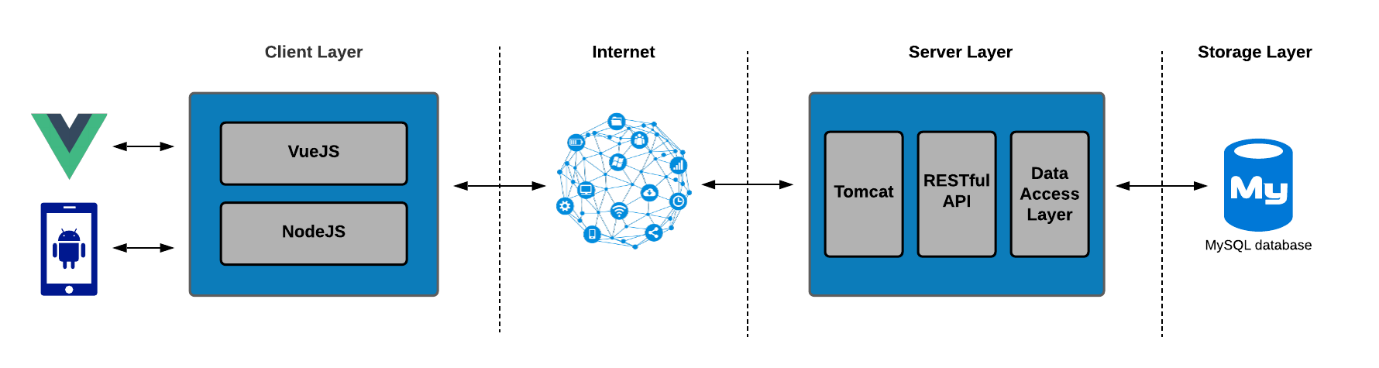 Client Layer
Internet
Server Layer
Storage Layer
VueJS
NodeJS
Tomcat
RESTful
API
Data
Access
Layer
My
MySQL database